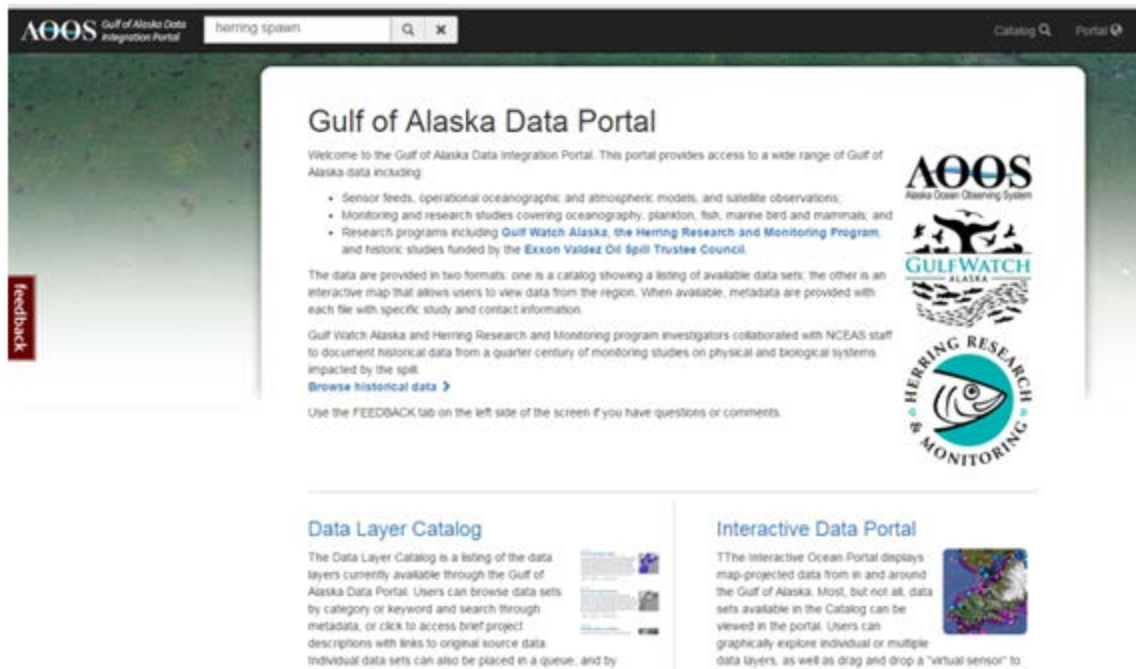 AOOS Gulf of Alaska Data
Integration Portal
herring spawn
Catalog
Portal
Gulf of Alaska Data Portal
Welcome to the Gulf of Alaska Data Integration Portal. This portal provides access to a wide range of Gulf of
Alaska data including:
• Sensor feeds, operational oceanographic and atmospheric models, and satellite observations;
• Monitoring and research studies covering oceanography, plankton, fish, marine bird and mammals; and
• Research programs including Gulf Watch Alaska, the Herring Research and Monitoring Program,
and historic studies funded by the Exxon Valdez Oil Spill Trustee Council.
The data are provided in two formats: one is a catalog showing a listing of available data sets; the other is an
interactive map that allows users to view data from the region. When available, metadata are provided with
each file with specific study and contact information.
Gulf Watch Alaska and Herring Research and Monitoring program investigators collaborated with NCEAS staff
to document historical data from a quarter century of monitoring studies on physical and biological systems
impacted by the spill.
Browse historical data
Use the FEEDBACK tab on the left side of the screen if you have questions or comments.
feedback
AOOS
Alaska Ocean Observing System
GULFWATCH
ALASKA
HERRING RESEARCH
& MONITORING
Data Layer Catalog
The Data Layer Catalog is a listing of the data
layers currently available through the Gulf of
Alaska Data Portal. Users can browse data sets
by category or keyword and search through
metadata, or click to access brief project
descriptions with links to original source data.
Individual data sets can also be placed in a queue, and by
Interactive Data Portal
TThe Interactive Ocean Portal displays
map-projected data from in and around
the Gulf of Alaska. Most, but not all, data
sets available in the Catalog can be
viewed in the portal. Users can
graphically explore individual or multiple
data layers, as well as drag and drop a "virtual sensor" to